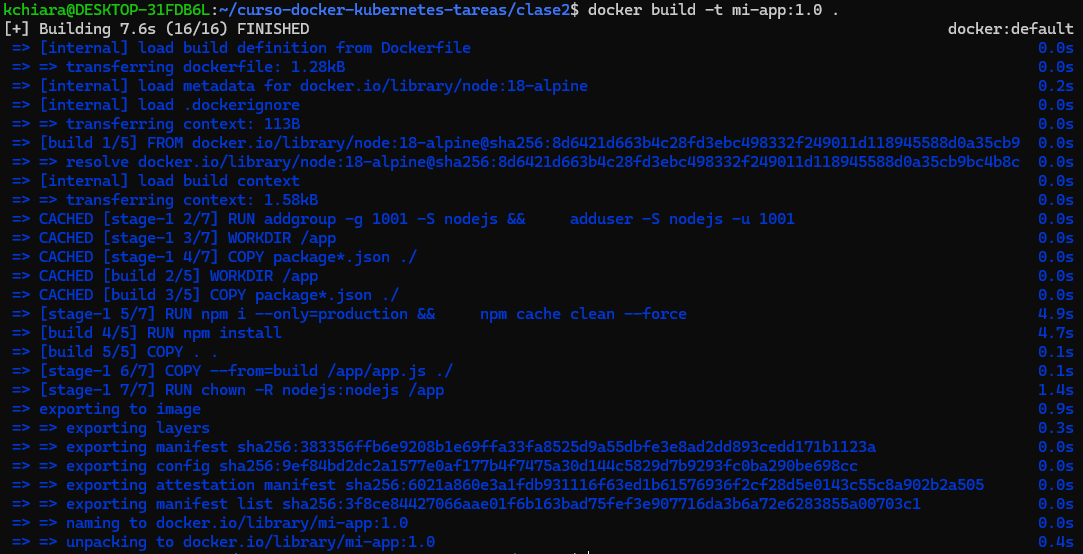 kchiara@DESKTOP-31FDB6L:~/curso-docker-kubernetes-tareas/clase2$ docker build -t mi-app:1.0 .
[+] Building 7.6s (16/16) FINISHED docker:default
=> [internal] load build definition from Dockerfile 0.0s
=> => transferring dockerfile: 1.28kB 0.0s
=> [internal] load metadata for docker.io/library/node:18-alpine 0.2s
=> [internal] load .dockerignore 0.0s
=> => transferring context: 113B 0.0s
=> [build 1/5] FROM docker.io/library/node:18-alpine@sha256:8d6421d663b4c28fd3ebc498332f249011d118945588d0a35cb9 0.0s
=> => resolve docker.io/library/node:18-alpine@sha256:8d6421d663b4c28fd3ebc498332f249011d118945588d0a35cb9bc4b8c 0.0s
=> [internal] load build context 0.0s
=> => transferring context: 1.58kB 0.0s
=> CACHED [stage-1 2/7] RUN addgroup -g 1001 -S nodejs &&     adduser -S nodejs -u 1001 0.0s
=> CACHED [stage-1 3/7] WORKDIR /app 0.0s
=> CACHED [stage-1 4/7] COPY package*.json ./ 0.0s
=> CACHED [build 2/5] WORKDIR /app 0.0s
=> CACHED [build 3/5] COPY package*.json ./ 0.0s
=> [stage-1 5/7] RUN npm i --only=production &&     npm cache clean --force 4.9s
=> [build 4/5] RUN npm install 4.7s
=> [build 5/5] COPY . . 0.1s
=> [stage-1 6/7] COPY --from=build /app/app.js ./ 0.1s
=> [stage-1 7/7] RUN chown -R nodejs:nodejs /app 1.4s
=> exporting to image 0.9s
=> => exporting layers 0.3s
=> => exporting manifest sha256:383356ffb6e9208b1e69ffa33fa8525d9a55dbfe3e8ad2dd893cedd171b1123a 0.0s
=> => exporting config sha256:9ef84bd2dc2a1577e0af177b4f7475a30d144c5829d7b9293fc0ba290be698cc 0.0s
=> => exporting attestation manifest sha256:6021a860e3a1fdb931116f63ed1b61576936f2cf28d5e0143c55c8a902b2a505 0.0s
=> => exporting manifest list sha256:3f8ce84427066aae01f6b163bad75fef3e907716da3b6a72e6283855a00703c1 0.0s
=> => naming to docker.io/library/mi-app:1.0 0.0s
=> => unpacking to docker.io/library/mi-app:1.0 0.4s